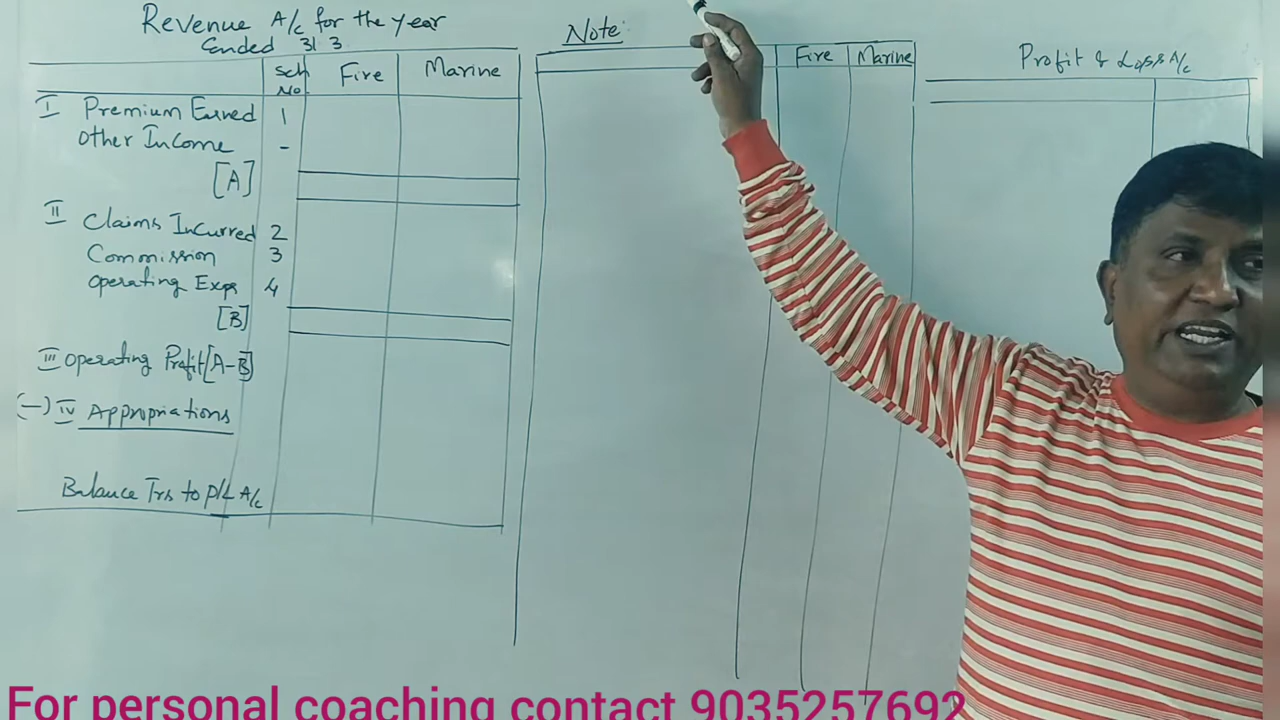 Revenue A/c for the year
Ended 31 3
Sch No. Fire Marine
I Premium Earned 1
Other Income -
[A]
II Claims Incurred 2
Commission 3
Operating Exps 4
[B]
III Operating Profit [A-B]
(-) IV Appropriations
Balance Trs to P/L A/c
Note:
Fire Marine
Profit & Loss A/c
For personal coaching contact 9035257692